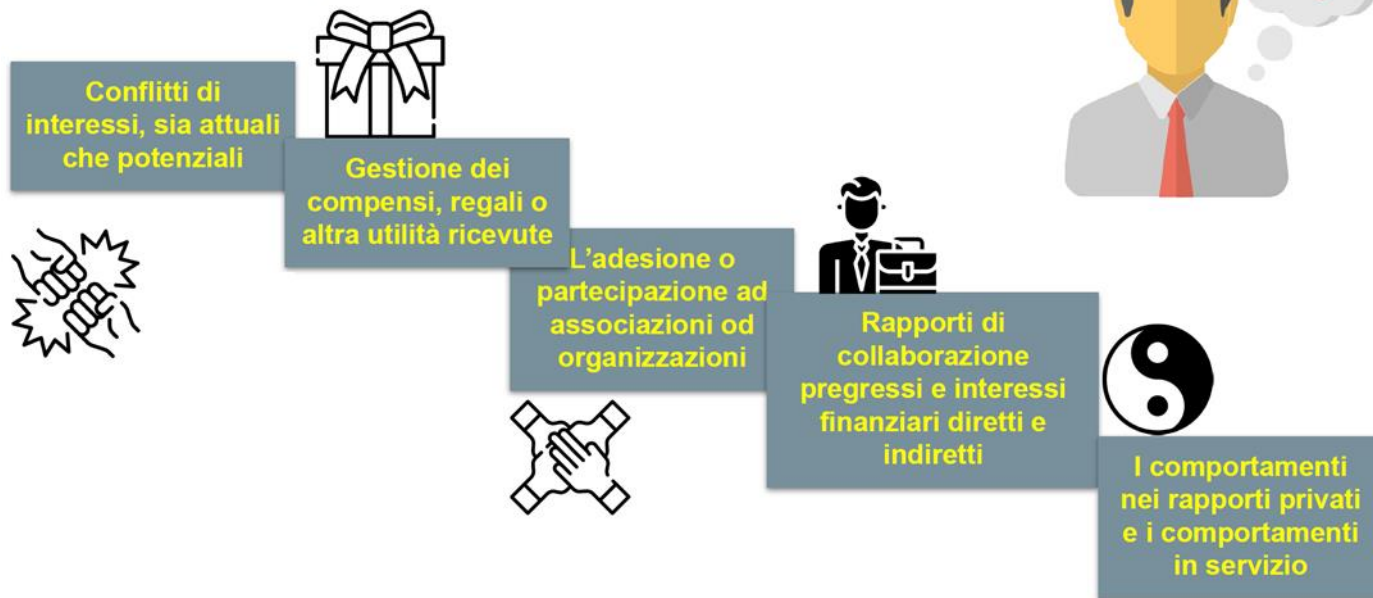 Conflitti di
interessi, sia attuali
che potenziali
Gestione dei
compensi, regali o
altra utilità ricevute
L'adesione o
partecipazione ad
associazioni od
organizzazioni
Rapporti di
collaborazione
pregressi e interessi
finanziari diretti e
indiretti
I comportamenti
nei rapporti privati
e i comportamenti
in servizio